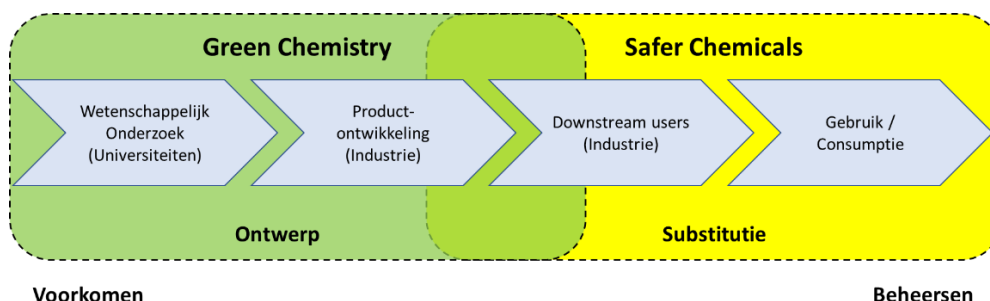 Green Chemistry
Safer Chemicals
Wetenschappelijk
Onderzoek
(Universiteiten)
Product-
ontwikkeling
(Industrie)
Downstream users
(Industrie)
Gebruik /
Consumptie
Ontwerp
Substitutie
Voorkomen
Beheersen